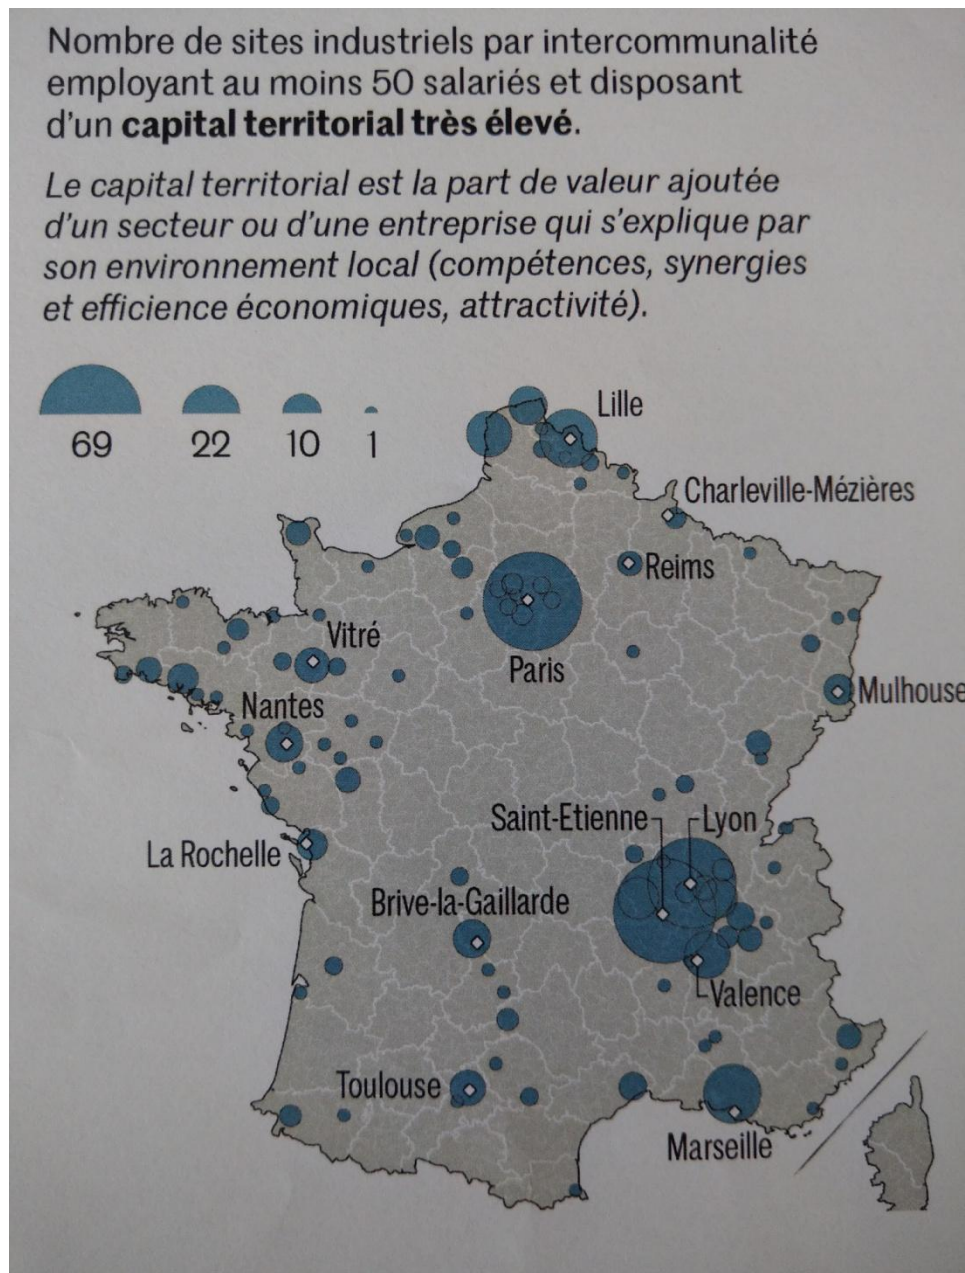 Nombre de sites industriels par intercommunalité
employant au moins 50 salariés et disposant
d'un capital territorial très élevé.
Le capital territorial est la part de valeur ajoutée
d'un secteur ou d'une entreprise qui s'explique par
son environnement local (compétences, synergies
et efficience économiques, attractivité).
69 22 10 1
Lille
Charleville-Mézières
Reims
Vitré
Paris
Mulhouse
Nantes
Saint-Etienne
Lyon
La Rochelle
Brive-la-Gaillarde
Valence
Toulouse
Marseille